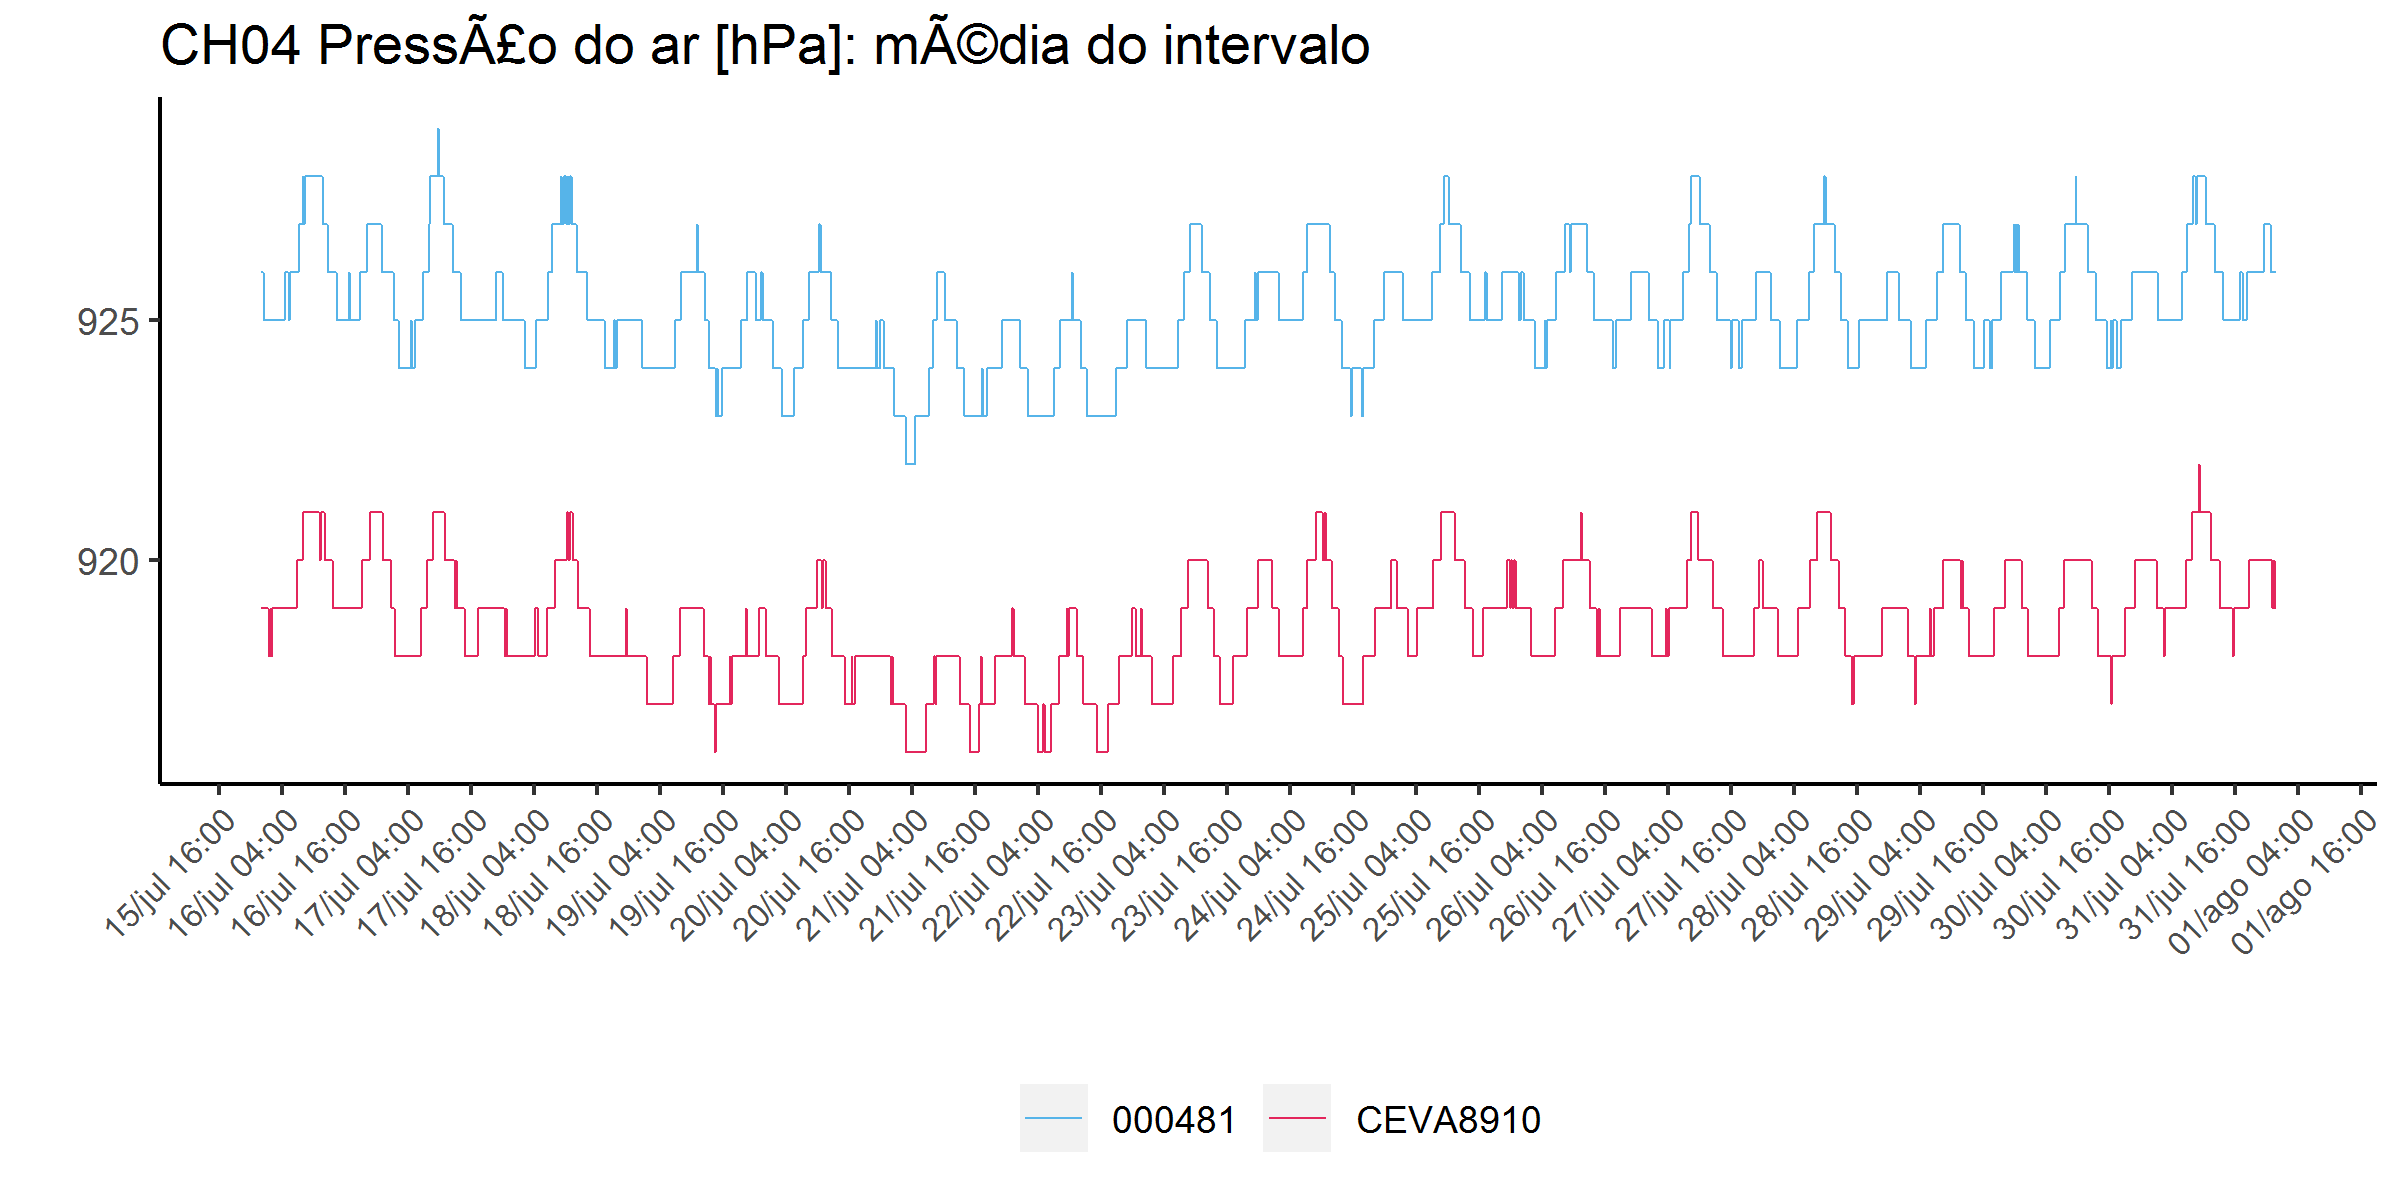 CH04 PressÃ£o do ar [hPa]: mÃ©dia do intervalo
925
920
15/jul 16:00
16/jul 04:00
16/jul 16:00
17/jul 04:00
17/jul 16:00
18/jul 04:00
18/jul 16:00
19/jul 04:00
19/jul 16:00
20/jul 04:00
20/jul 16:00
21/jul 04:00
21/jul 16:00
22/jul 04:00
22/jul 16:00
23/jul 04:00
23/jul 16:00
24/jul 04:00
24/jul 16:00
25/jul 04:00
25/jul 16:00
26/jul 04:00
26/jul 16:00
27/jul 04:00
27/jul 16:00
28/jul 04:00
28/jul 16:00
29/jul 04:00
29/jul 16:00
30/jul 04:00
30/jul 16:00
31/jul 04:00
31/jul 16:00
01/ago 04:00
01/ago 16:00
000481
CEVA8910